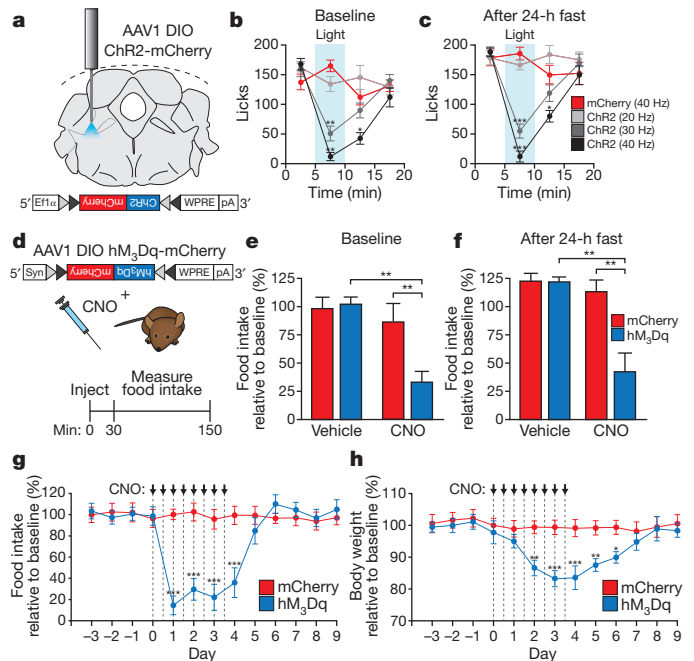 a
AAV1 DIO
ChR2-mCherry
5′ Ef1α mCherry ChR2 WPRE pA 3′
b
Baseline
Light
Licks
200
150
100
50
0
**
**
*
0 5 10 15 20
Time (min)
c
After 24-h fast
Light
Licks
200
150
100
50
0
***
***
*
0 5 10 15 20
Time (min)
mCherry (40 Hz)
ChR2 (20 Hz)
ChR2 (30 Hz)
ChR2 (40 Hz)
d
AAV1 DIO hM3Dq-mCherry
5′ Syn mCherry hM3Dq WPRE pA 3′
CNO +
Inject
Measure
food intake
Min: 0 30 150
e
Baseline
Food intake
relative to baseline (%)
125
100
75
50
25
0
**
**
Vehicle CNO
f
After 24-h fast
Food intake
relative to baseline (%)
125
100
75
50
25
0
**
**
mCherry
hM3Dq
Vehicle CNO
g
CNO:
Food intake
relative to baseline (%)
120
100
80
60
40
20
0
***
***
***
***
mCherry
hM3Dq
−3 −2 −1 0 1 2 3 4 5 6 7 8 9
Day
h
CNO:
Body weight
relative to baseline (%)
110
100
90
80
70
**
***
***
**
*
mCherry
hM3Dq
−3 −2 −1 0 1 2 3 4 5 6 7 8 9
Day